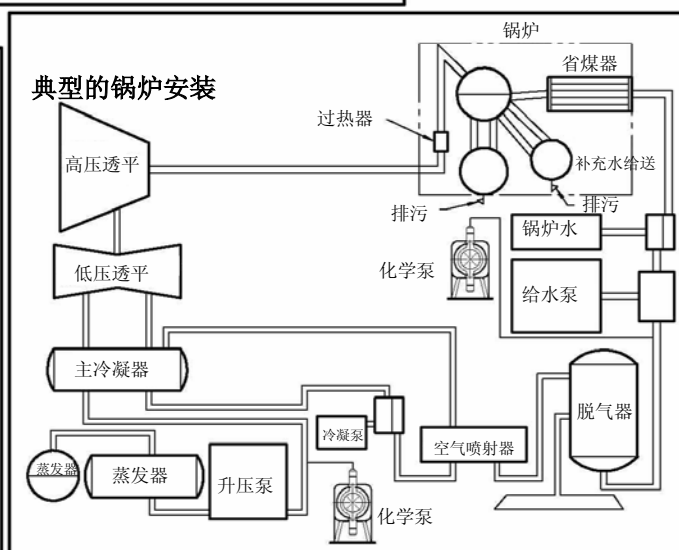 典型的锅炉安装
锅炉
省煤器
过热器
高压透平
补充水给送
排污
排污
锅炉水
化学泵
给水泵
低压透平
主冷凝器
脱气器
冷凝泵
空气喷射器
蒸发器
蒸发器
升压泵
化学泵